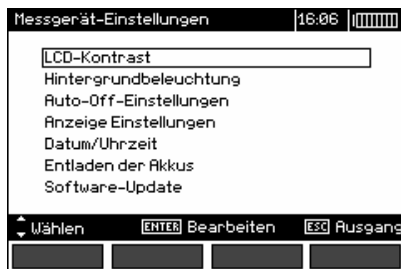 Messgerät-Einstellungen 16:06
LCD-Kontrast
Hintergrundbeleuchtung
Auto-Off-Einstellungen
Anzeige Einstellungen
Datum/Uhrzeit
Entladen der Akkus
Software-Update
Wählen ENTER Bearbeiten ESC Ausgang